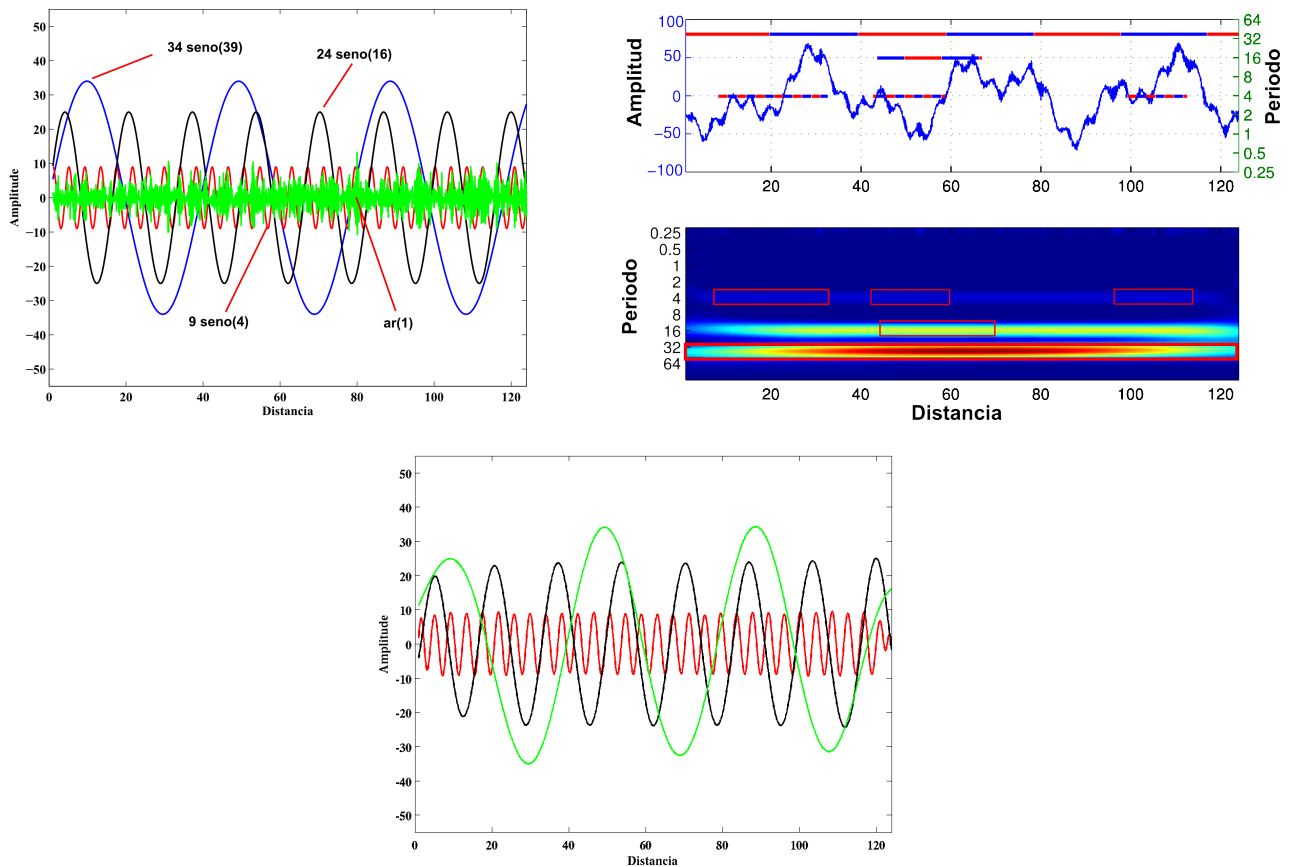 50
40
30
20
10
0
−10
−20
−30
−40
−50
Amplitude
34 seno(39)
24 seno(16)
9 seno(4)
ar(1)
0 20 40 60 80 100 120
Distancia
100
50
0
−50
−100
Amplitud
64
32
16
8
4
2
1
0.5
0.25
Periodo
20 40 60 80 100 120
0.25
0.5
1
2
4
8
16
32
64
Periodo
20 40 60 80 100 120
Distancia
50
40
30
20
10
0
-10
-20
-30
-40
-50
Amplitude
0 20 40 60 80 100 120
Distancia